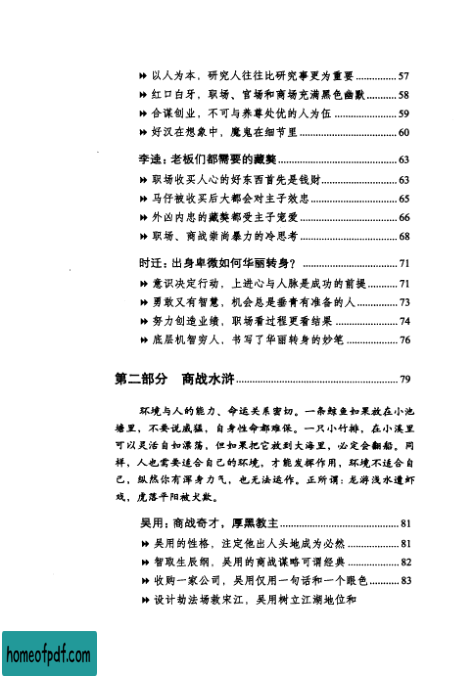 ▸▸ 以人为本，研究人往往比研究事更为重要 ............... 57
▸▸ 红口白牙，职场、官场和商场充满黑色幽默 ........... 58
▸▸ 合谋创业，不可与养尊处优的人为伍 ....................... 59
▸▸ 好汉在想象中，魔鬼在细节里 ................................... 60
李逵：老板们都需要的藏獒 ........................................... 63
▸▸ 职场收买人心的好东西首先是钱财 ........................... 63
▸▸ 马仔被收买后大都会对主子效忠 ............................... 65
▸▸ 外凶内忠的藏獒都受主子宠爱 ................................... 66
▸▸ 职场、商战崇尚暴力的冷思考 ................................... 68
时迁：出身卑微如何华丽转身？ ................................... 71
▸▸ 意识决定行动，上进心与人脉是成功的前提 ........... 71
▸▸ 勇敢又有智慧，机会总是垂青有准备的人 ............... 73
▸▸ 努力创造业绩，职场看过程更看结果 ....................... 74
▸▸ 底层机智穷人，书写了华丽转身的妙笔 ................... 76
第二部分 商战水浒 ........................................................... 79
环境与人的能力、命运关系密切。一条鲸鱼如果放在小池
塘里，不要说威猛，自身性命都难保。一只小竹排，在小溪里
可以灵活自如漂荡，但如果把它放到大海里，必定会翻船。同
样，人也需要适合自己的环境，才能发挥作用，环境不适合自
己，纵然你有浑身力气，也无法运作。正所谓：龙游浅水遭虾
戏，虎落平阳被犬欺。
吴用：商战奇才，厚黑教主 ........................................... 81
▸▸ 吴用的性格，注定他出人头地成为必然 ................... 81
▸▸ 智取生辰纲，吴用的商战谋略可谓经典 ................... 82
▸▸ 收购一家公司，吴用仅用一句话和一个眼色 ........... 83
▸▸ 设计劫法场救宋江，吴用树立江湖地位和
homeofpdf.com